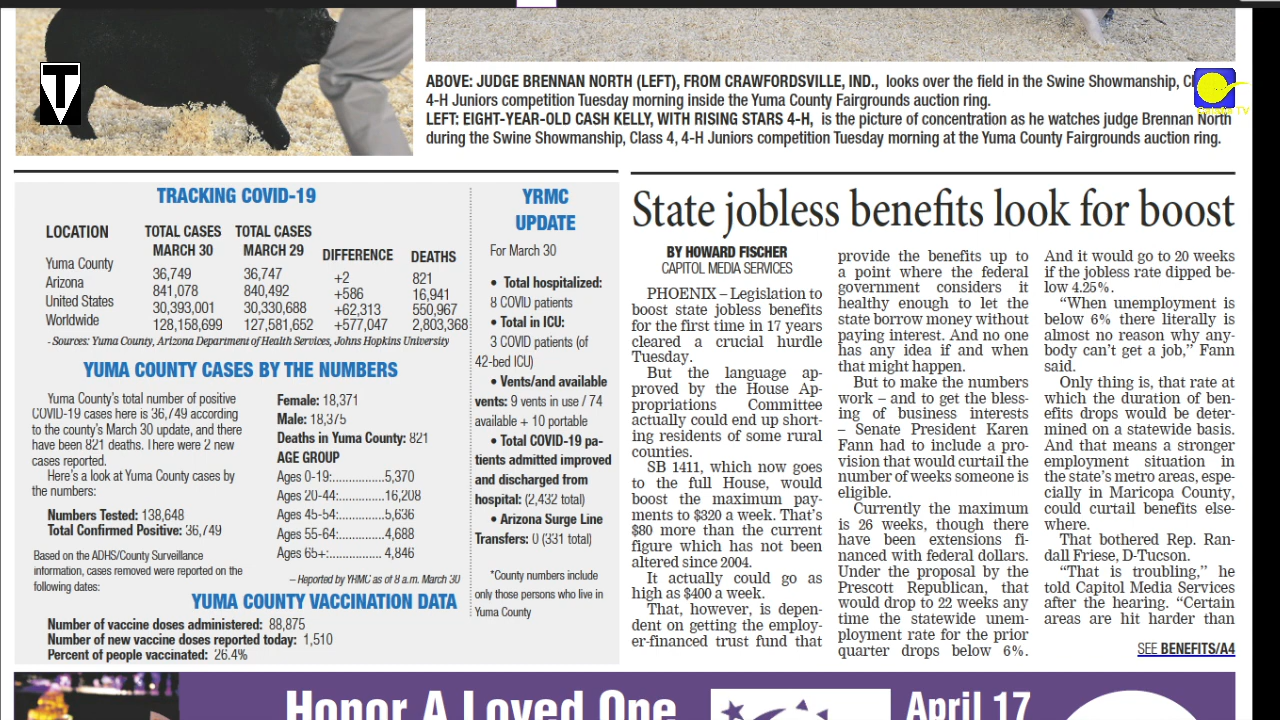 ABOVE: JUDGE BRENNAN NORTH (LEFT), FROM CRAWFORDSVILLE, IND., looks over the field in the Swine Showmanship,
4-H Juniors competition Tuesday morning inside the Yuma County Fairgrounds auction ring.
LEFT: EIGHT-YEAR-OLD CASH KELLY, WITH RISING STARS 4-H, is the picture of concentration as he watches judge Brennan North
during the Swine Showmanship, Class 4, 4-H Juniors competition Tuesday morning at the Yuma County Fairgrounds auction ring.
TRACKING COVID-19
LOCATION TOTAL CASES MARCH 30 TOTAL CASES MARCH 29 DIFFERENCE DEATHS
Yuma County 36,749 36,747 +2 821
Arizona 841,078 840,492 +586 16,941
United States 30,393,001 30,330,688 +62,313 550,967
Worldwide 128,158,699 127,581,652 +577,047 2,803,368
- Sources: Yuma County, Arizona Department of Health Services, Johns Hopkins University
YUMA COUNTY CASES BY THE NUMBERS
Yuma County's total number of positive
COVID-19 cases here is 36,749 according
to the county's March 30 update, and there
have been 821 deaths. There were 2 new
cases reported.
Here's a look at Yuma County cases by
the numbers:
Numbers Tested: 138,648
Total Confirmed Positive: 36,749
Based on the ADHS/County Surveillance
information, cases removed were reported on the
following dates:
Female: 18,371
Male: 18,375
Deaths in Yuma County: 821
AGE GROUP
Ages 0-19:...............5,370
Ages 20-44:.............16,208
Ages 45-54:.............5,636
Ages 55-64:.............4,688
Ages 65+:................ 4,846
– Reported by YRMC as of 8 a.m. March 30
YUMA COUNTY VACCINATION DATA
Number of vaccine doses administered: 88,875
Number of new vaccine doses reported today: 1,510
Percent of people vaccinated: 26.4%
YRMC
UPDATE
For March 30
• Total hospitalized:
8 COVID patients
• Total in ICU:
3 COVID patients (of
42-bed ICU)
• Vents/and available
vents: 9 vents in use / 74
available + 10 portable
• Total COVID-19 pa-
tients admitted improved
and discharged from
hospital: (2,432 total)
• Arizona Surge Line
Transfers: 0 (331 total)
*County numbers include
only those persons who live in
Yuma County
State jobless benefits look for boost
BY HOWARD FISCHER
CAPITOL MEDIA SERVICES
PHOENIX – Legislation to
boost state jobless benefits
for the first time in 17 years
cleared a crucial hurdle
Tuesday.
But the language ap-
proved by the House Ap-
propriations Committee
actually could end up short-
ing residents of some rural
counties.
SB 1411, which now goes
to the full House, would
boost the maximum pay-
ments to $320 a week. That's
$80 more than the current
figure which has not been
altered since 2004.
It actually could go as
high as $400 a week.
That, however, is depen-
dent on getting the employ-
er-financed trust fund that
provide the benefits up to
a point where the federal
government considers it
healthy enough to let the
state borrow money without
paying interest. And no one
has any idea if and when
that might happen.
But to make the numbers
work – and to get the bless-
ing of business interests
– Senate President Karen
Fann had to include a pro-
vision that would curtail the
number of weeks someone is
eligible.
Currently the maximum
is 26 weeks, though there
have been extensions fi-
nanced with federal dollars.
Under the proposal by the
Prescott Republican, that
would drop to 22 weeks any
time the statewide unem-
ployment rate for the prior
quarter drops below 6%.
And it would go to 20 weeks
if the jobless rate dipped be-
low 4.25%.
"When unemployment is
below 6% there literally is
almost no reason why any-
body can't get a job," Fann
said.
Only thing is, that rate at
which the duration of ben-
efits drops would be deter-
mined on a statewide basis.
And that means a stronger
employment situation in
the state's metro areas, espe-
cially in Maricopa County,
could curtail benefits else-
where.
That bothered Rep. Ran-
dall Friese, D-Tucson.
"That is troubling," he
told Capitol Media Services
after the hearing. "Certain
areas are hit harder than
SEE BENEFITS/A4
Honor A Loved One
April 17